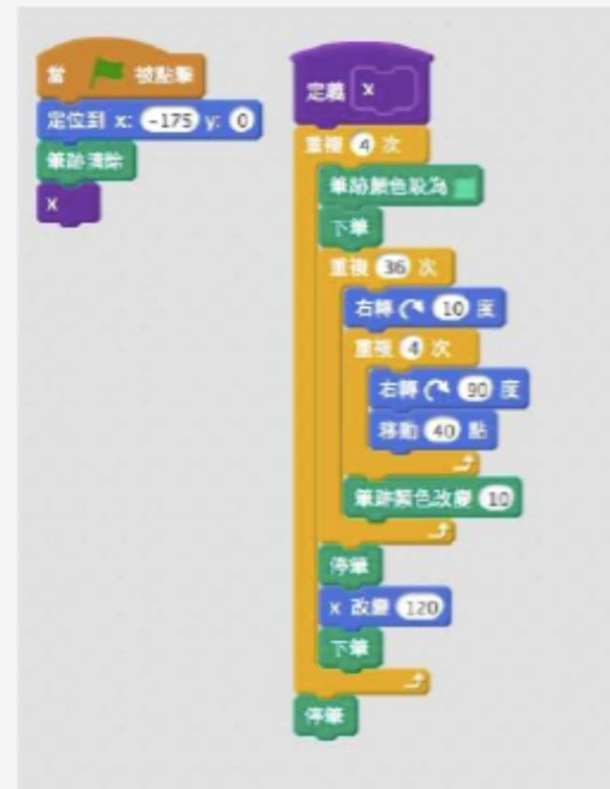 當 被點擊
定位到 x: -175 y: 0
筆跡清除
x
定義 x
重複 4 次
筆跡顏色設為
下筆
重複 36 次
右轉 10 度
重複 4 次
右轉 90 度
移動 40 點
筆跡顏色改變 10
停筆
x 改變 120
下筆
停筆